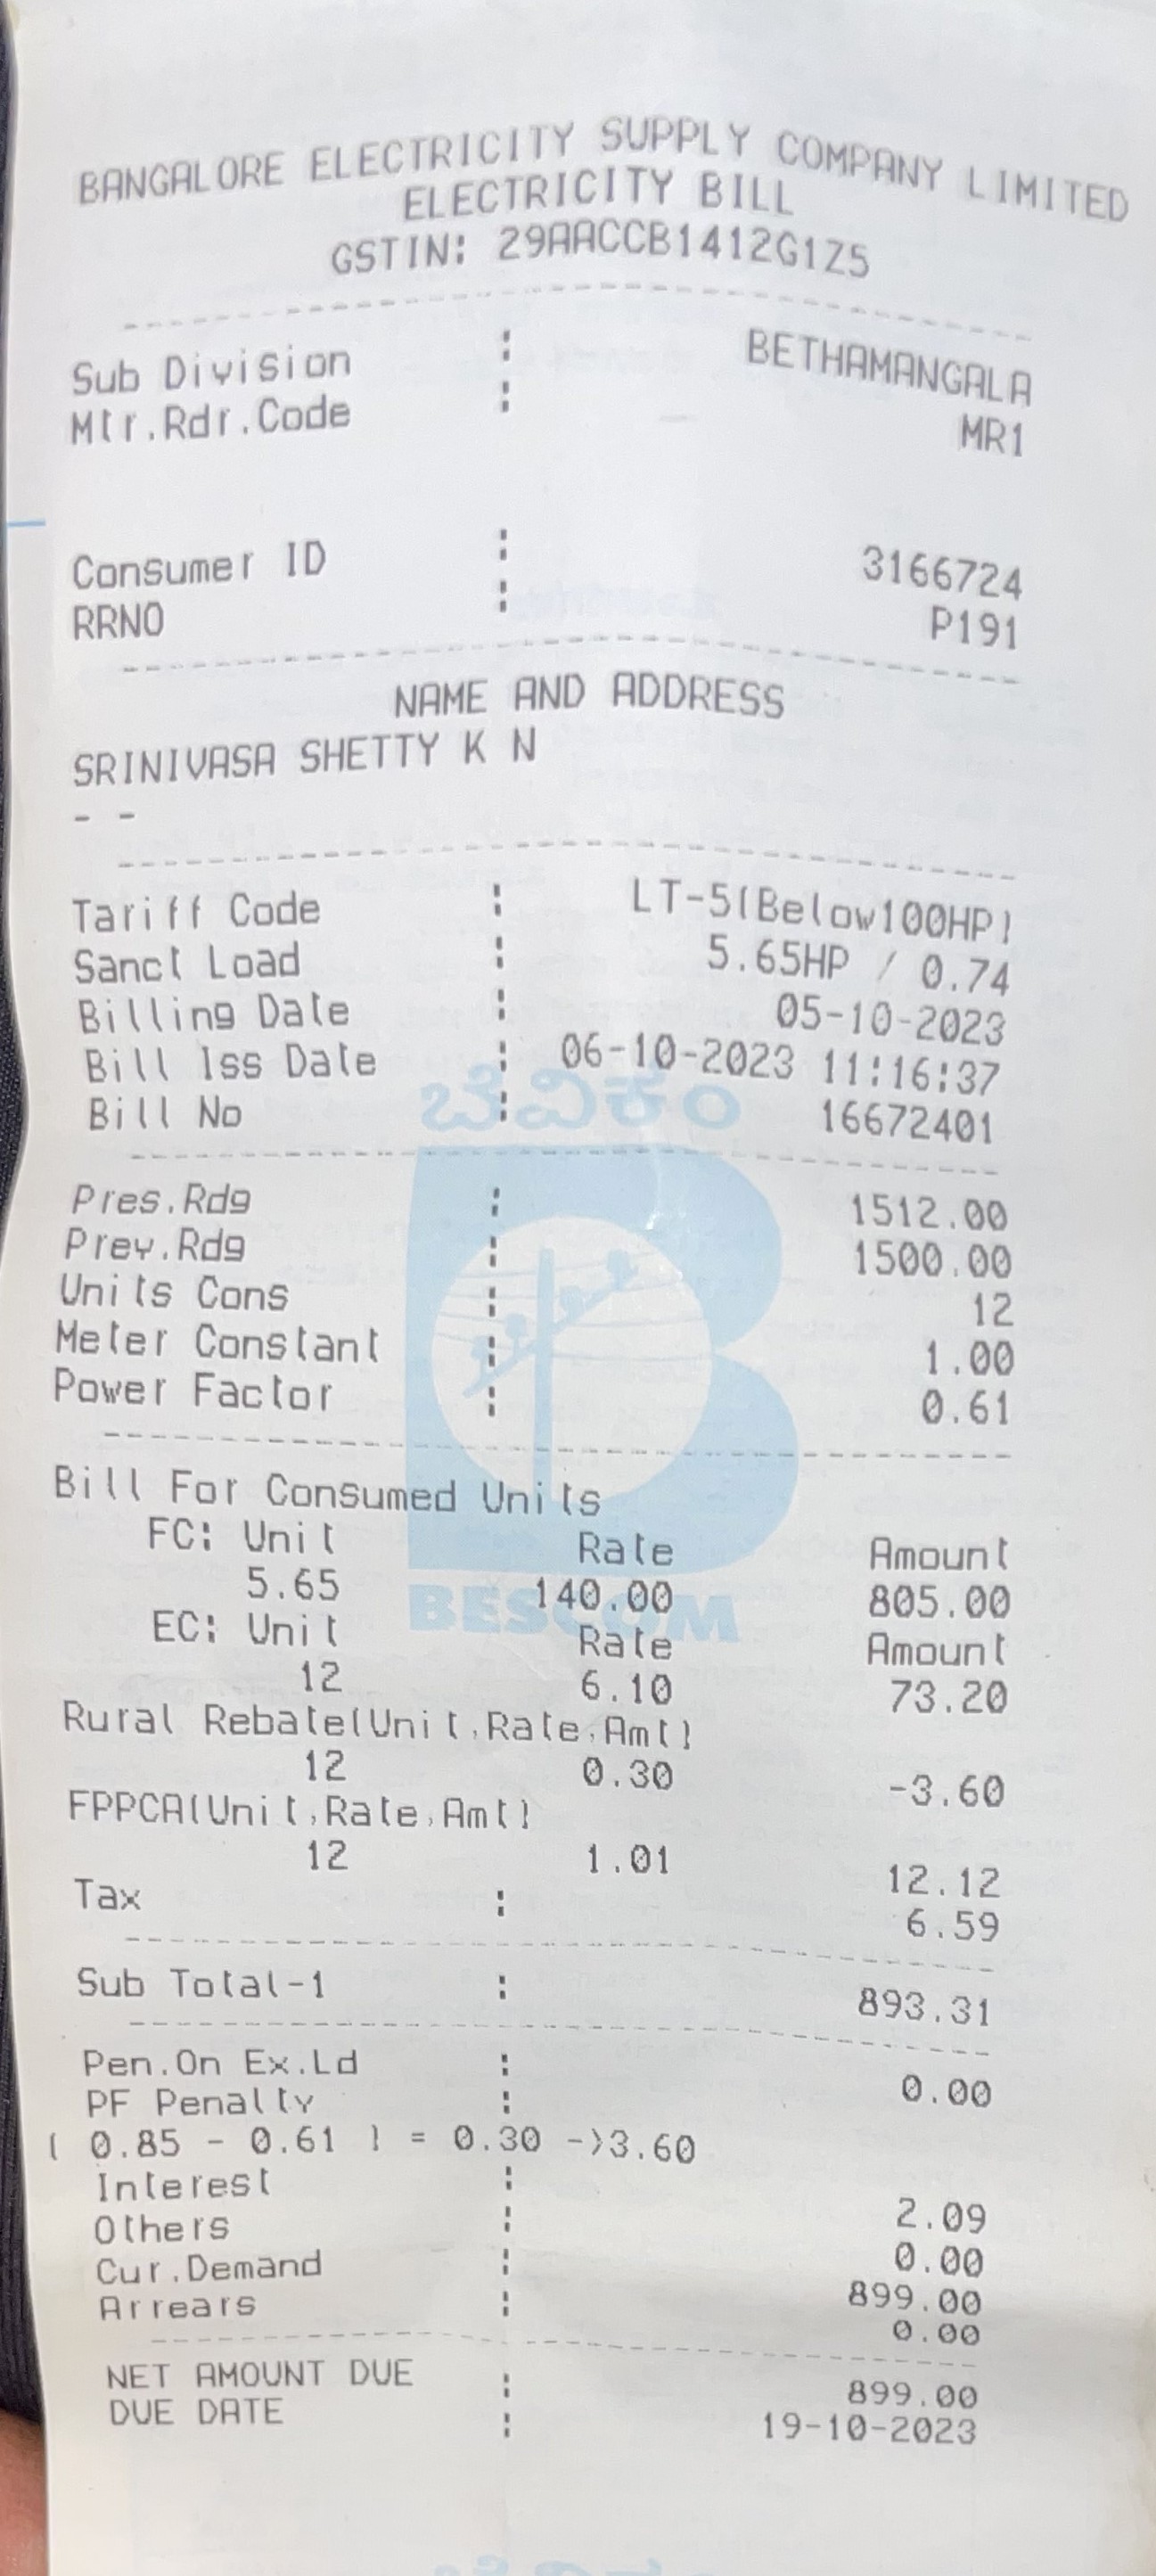 BANGALORE ELECTRICITY SUPPLY COMPANY LIMITED
ELECTRICITY BILL
GSTIN: 29AACCB1412G1Z5
Sub Division : BETHAMANGALA
Mtr.Rdr.Code : MR1
Consumer ID : 3166724
RRNO : P191
NAME AND ADDRESS
SRINIVASA SHETTY K N
- -
Tariff Code : LT-5(Below100HP)
Sanct Load : 5.65HP / 0.74
Billing Date : 05-10-2023
Bill Iss Date : 06-10-2023 11:16:37
ಬೆವಿಕಂ
Bill No : 16672401
Pres.Rdg : 1512.00
Prev.Rdg : 1500.00
Units Cons : 12
Meter Constant : 1.00
Power Factor : 0.61
Bill For Consumed Units
FC: Unit Rate Amount
5.65 140.00 805.00
BESCOM
EC: Unit Rate Amount
12 6.10 73.20
Rural Rebate(Unit,Rate,Amt)
12 0.30 -3.60
FPPCA(Unit,Rate,Amt)
12 1.01 12.12
Tax : 6.59
Sub Total-1 : 893.31
Pen.On Ex.Ld : 0.00
PF Penalty :
( 0.85 - 0.61 ) = 0.30 ->3.60
Interest : 2.09
Others : 0.00
Cur.Demand : 899.00
Arrears : 0.00
NET AMOUNT DUE : 899.00
DUE DATE : 19-10-2023